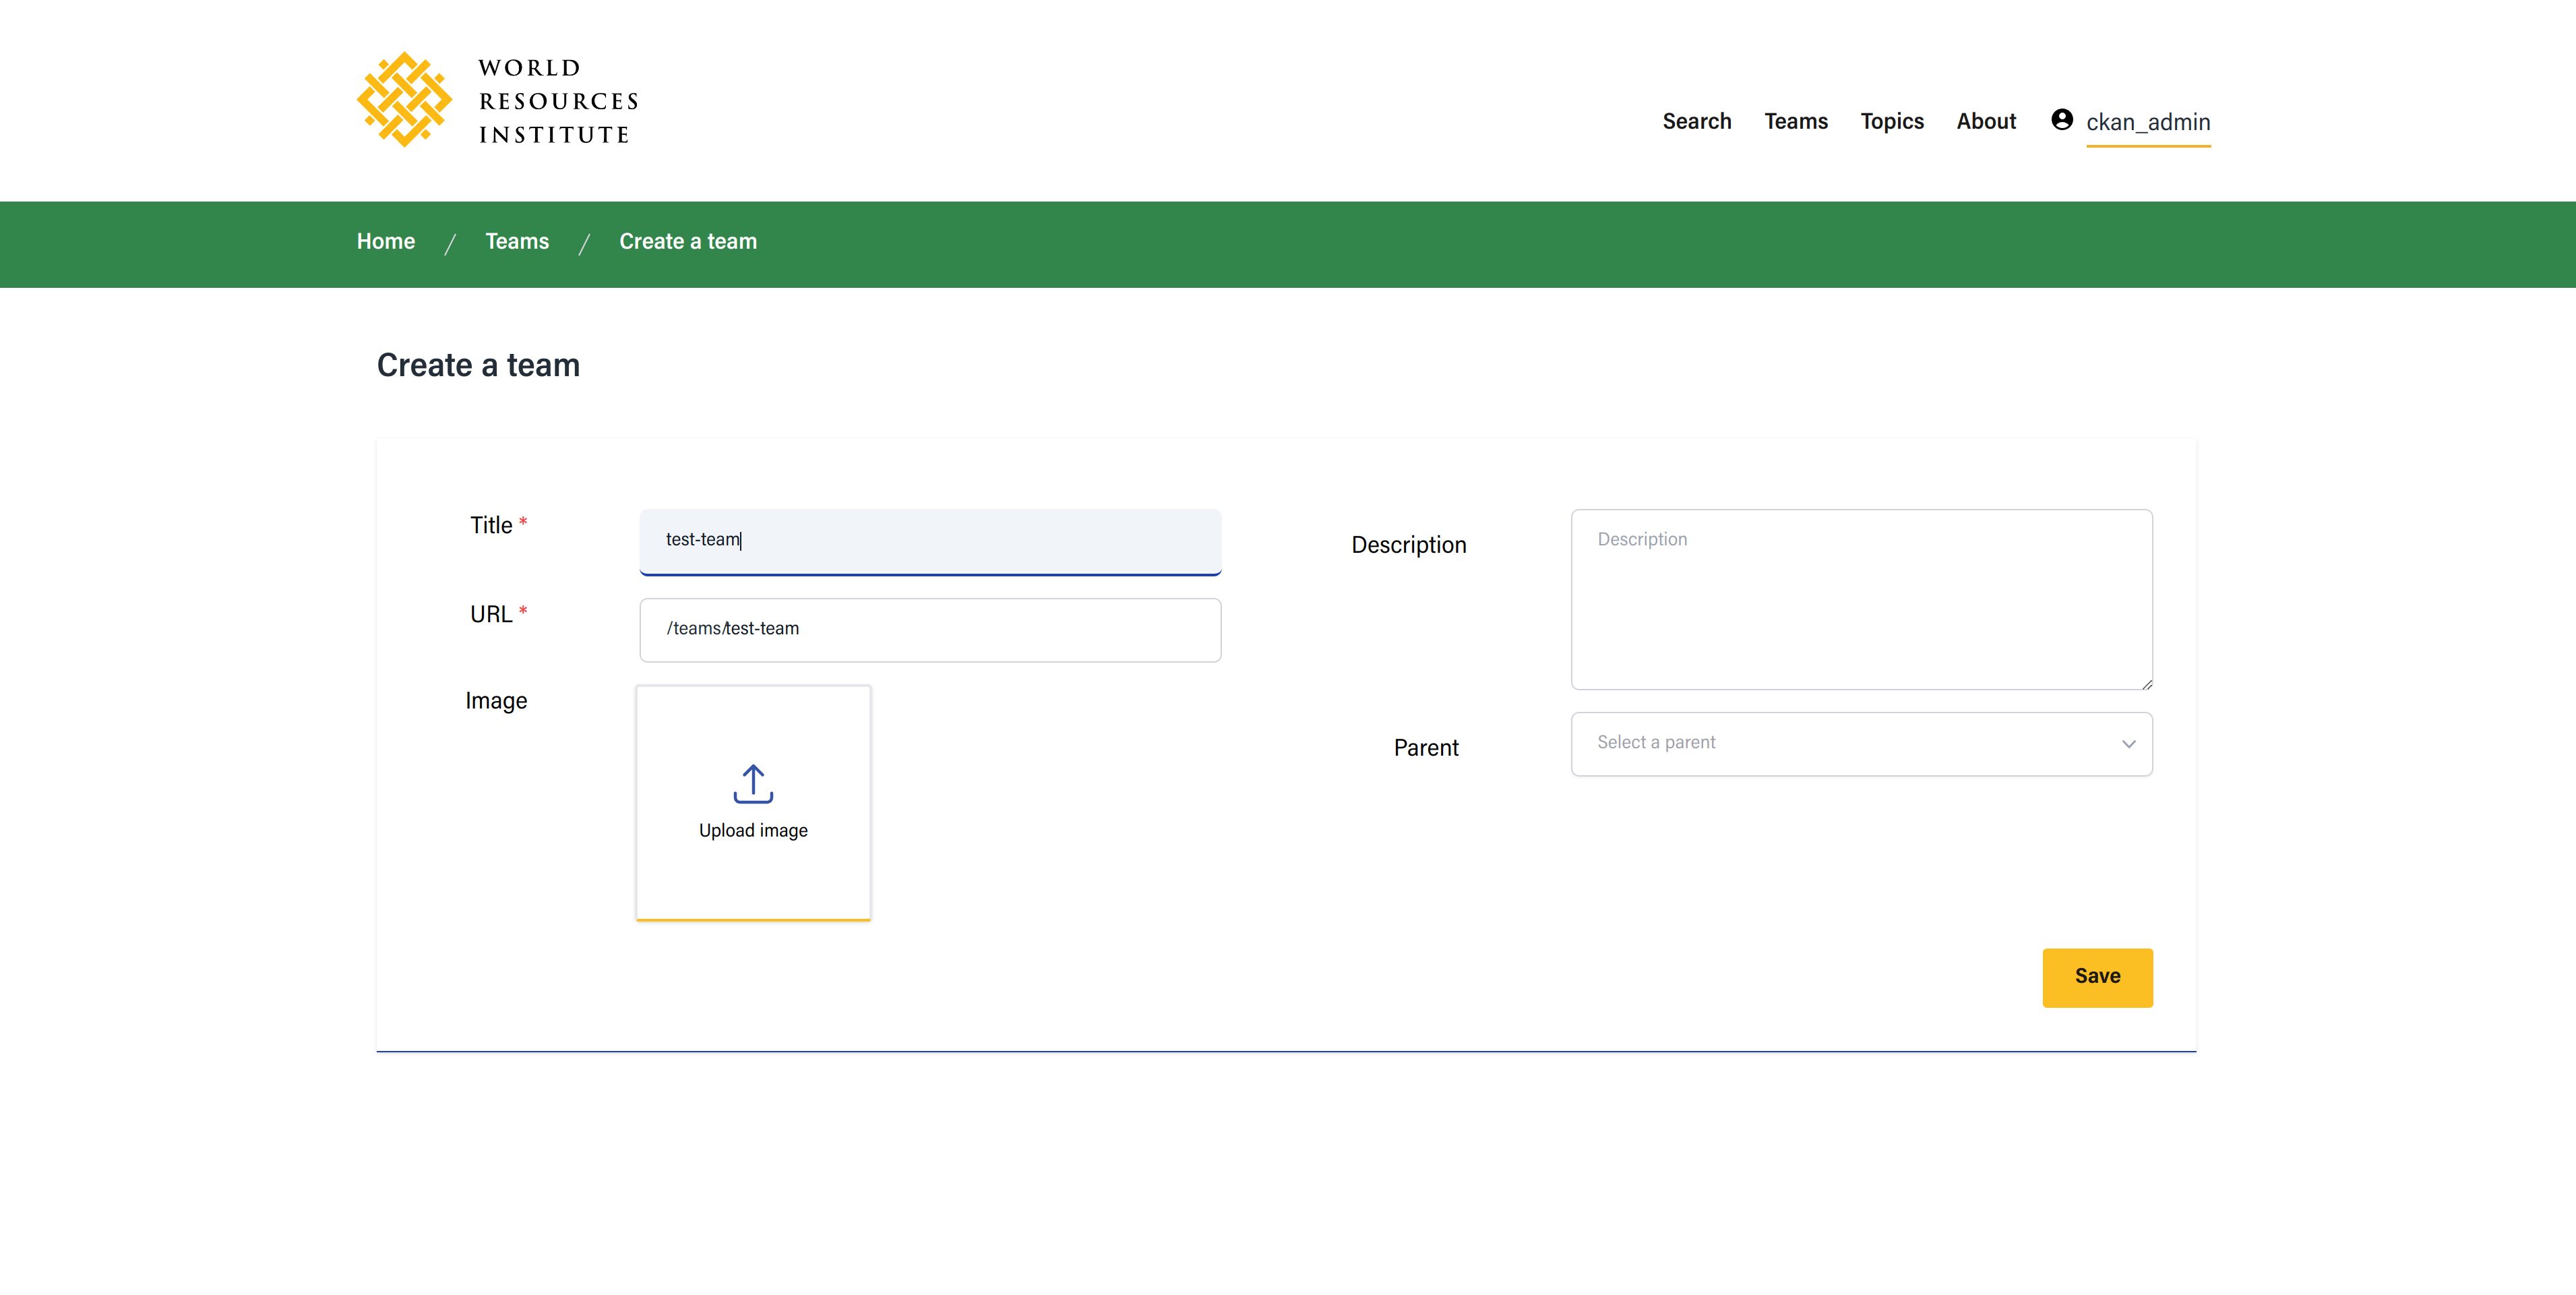 WORLD
RESOURCES
INSTITUTE
Search Teams Topics About ckan_admin
Home / Teams / Create a team
Create a team
Title *
test-team
URL *
/teams/test-team
Image
Upload image
Description
Description
Parent
Select a parent
Save